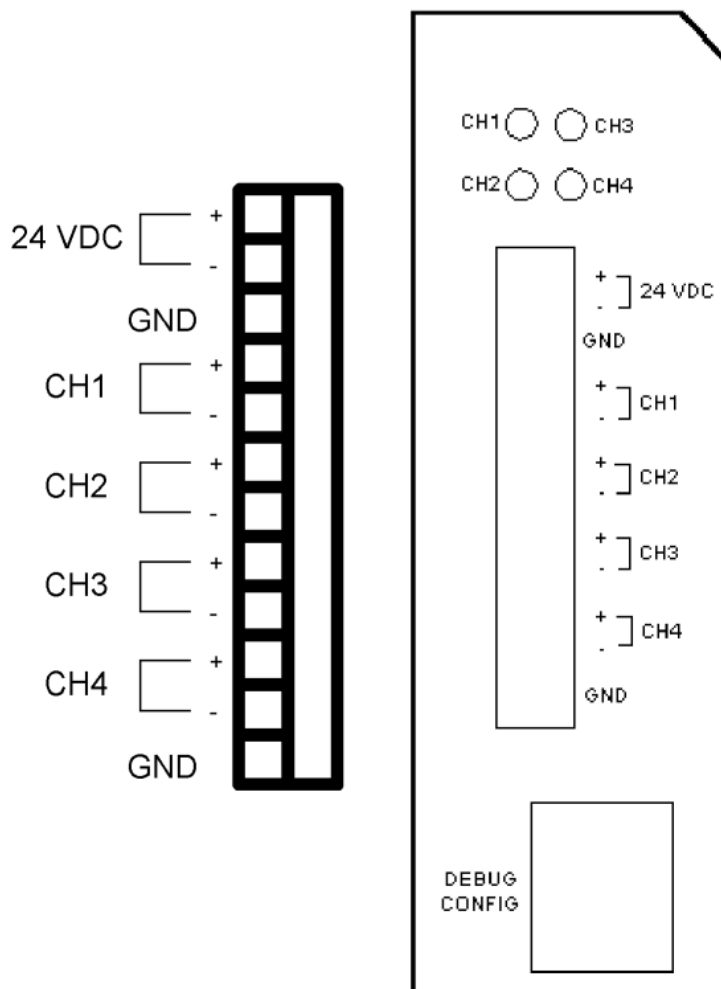 24 VDC
+
-
GND
CH1
+
-
CH2
+
-
CH3
+
-
CH4
+
-
GND
CH1 CH3
CH2 CH4
+
- 24 VDC
GND
+
- CH1
+
- CH2
+
- CH3
+
- CH4
GND
DEBUG
CONFIG